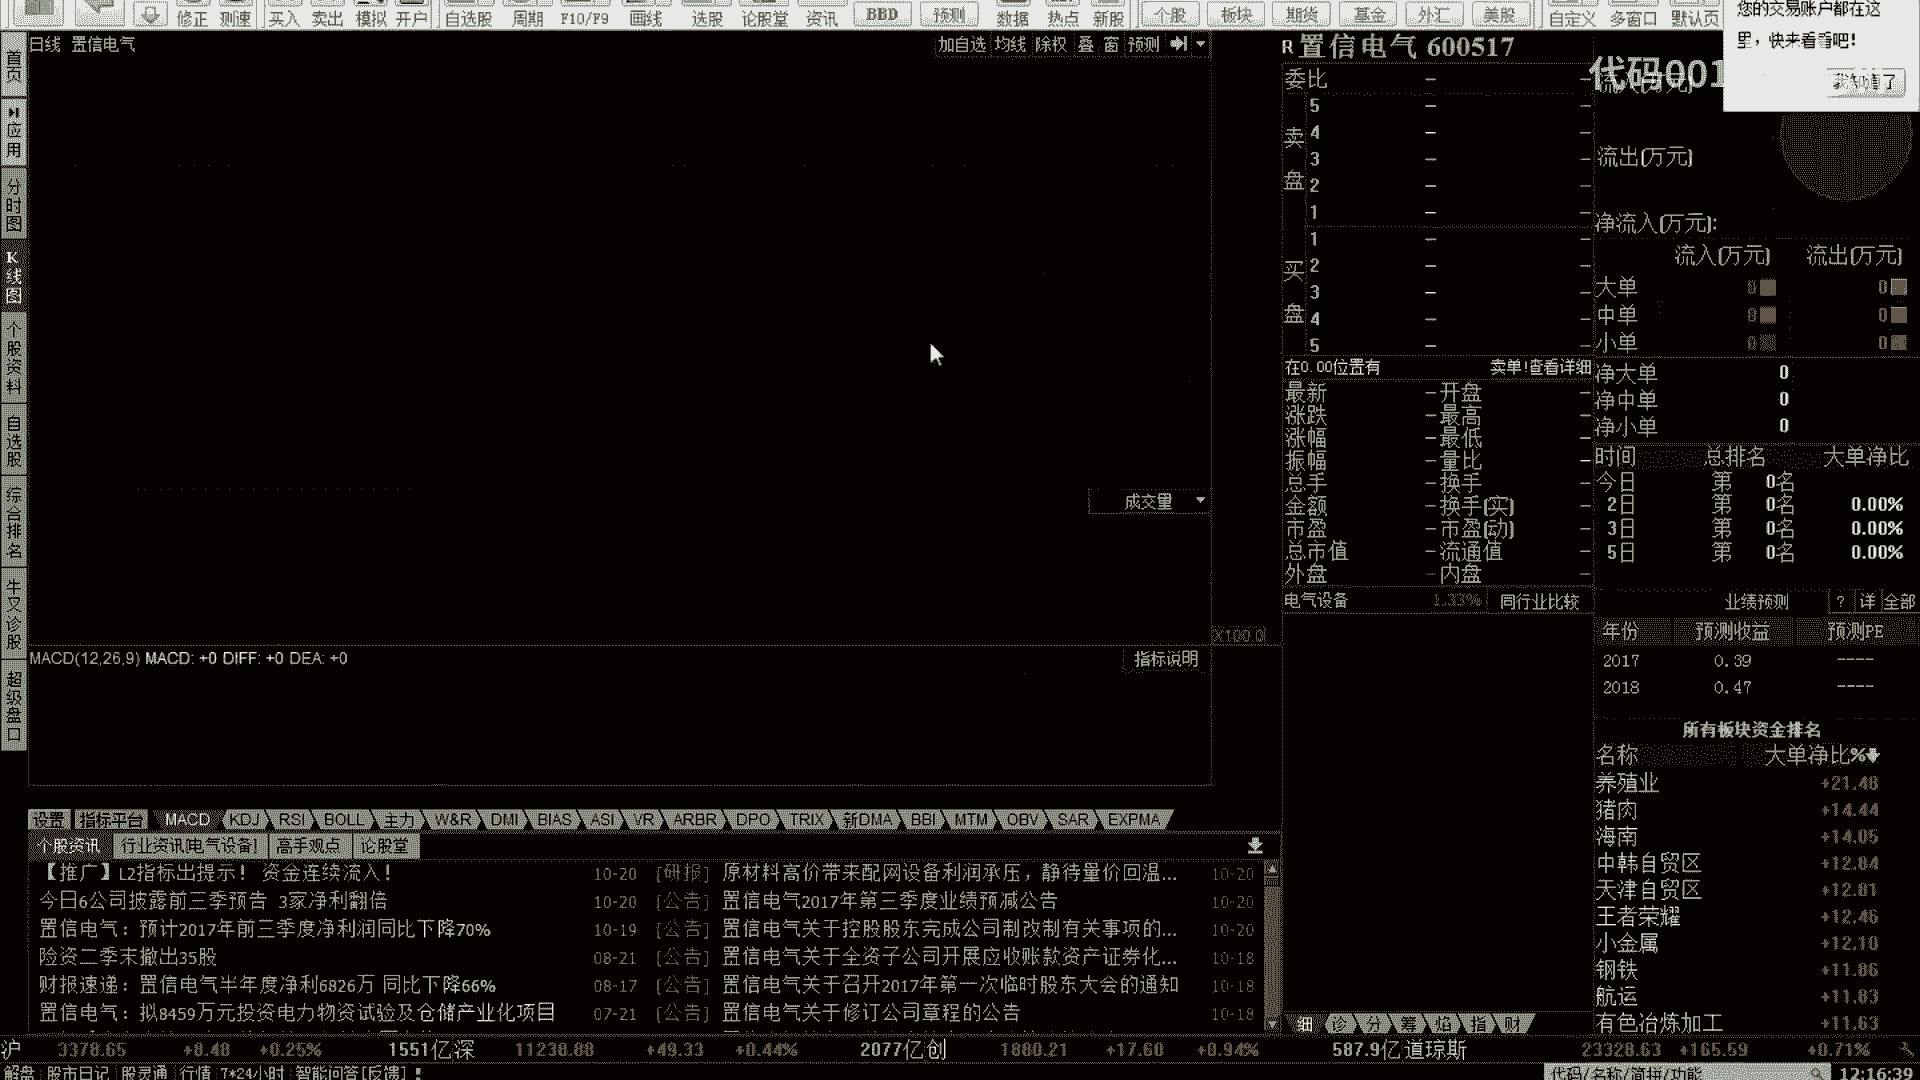 修正 测速 买入 卖出 模拟 开户 自选股 周期 F10/F9 画线 选股 论股堂 资讯 BBD 预测 数据 热点 新股 个股 板块 期货 基金 外汇 美股 自定义 多窗口 默认页
您的交易账户都在这
里，快来看看吧!
我知道了
首页
应用
分时图
K线图
个股资料
自选股
综合排名
牛叉诊股
超级盘口
日线 置信电气
加自选 均线 除权 叠 窗 预测
成交量
X100.0
MACD(12,26,9) MACD: +0 DIFF: +0 DEA: +0
指标说明
设置 指标平台 MACD KDJ RSI BOLL 主力 W&R DMI BIAS ASI VR ARBR DPO TRIX 新DMA BBI MTM OBV SAR EXPMA
个股资讯 行业资讯[电气设备] 高手观点 论股堂
【推广】L2指标出提示! 资金连续流入! 10-20
今日6公司披露前三季预告 3家净利翻倍 10-20
置信电气：预计2017年前三季度净利润同比下降70% 10-19
险资二季末撤出35股 08-21
财报速递：置信电气半年度净利6826万 同比下降66% 08-17
置信电气：拟8459万元投资电力物资试验及仓储产业化项目 07-21
[研报] 原材料高价带来配网设备利润承压，静待量价回温... 10-20
[公告] 置信电气2017年第三季度业绩预减公告 10-20
[公告] 置信电气关于控股股东完成公司制改制有关事项的... 10-20
[公告] 置信电气关于全资子公司开展应收账款资产证券化... 10-18
[公告] 置信电气关于召开2017年第一次临时股东大会的通知 10-18
[公告] 置信电气关于修订公司章程的公告 10-18
R 置信电气 600517
委比 — —
卖盘
5 — —
4 — —
3 — —
2 — —
1 — —
买盘
1 — —
2 — —
3 — —
4 — —
5 — —
在0.00位置有 卖单!查看详细
最新 — 开盘 —
涨跌 — 最高 —
涨幅 — 最低 —
振幅 — 量比 —
总手 — 换手 —
金额 — 换手(实) —
市盈 — 市盈(动) —
总市值 — 流通值 —
外盘 — 内盘 —
电气设备 1.33% 同行业比较
细 诊 分 筹 焰 指 财
代码001
流入(万元)
流出(万元)
净流入(万元):
流入(万元) 流出(万元)
大单 0 0
中单 0 0
小单 0 0
净大单 0
净中单 0
净小单 0
时间 总排名 大单净比
今日 第 0名
2日 第 0名 0.00%
3日 第 0名 0.00%
5日 第 0名 0.00%
业绩预测 ? 详 全部
年份 预测收益 预测PE
2017 0.39 ----
2018 0.47 ----
所有板块资金排名
名称 大单净比%
养殖业 +21.48
猪肉 +14.44
海南 +14.05
中韩自贸区 +12.84
天津自贸区 +12.81
王者荣耀 +12.46
小金属 +12.10
钢铁 +11.86
航运 +11.83
有色冶炼加工 +11.63
沪 3378.65 +8.48 +0.25% 1551亿 深 11238.88 +49.33 +0.44% 2077亿 创 1880.21 +17.60 +0.94% 587.9亿 道琼斯 23328.63 +165.59 +0.71%
解盘 股市日记 股灵通 行情 7*24小时 智能问答[反馈]!
代码/名称/简拼/功能 12:16:39